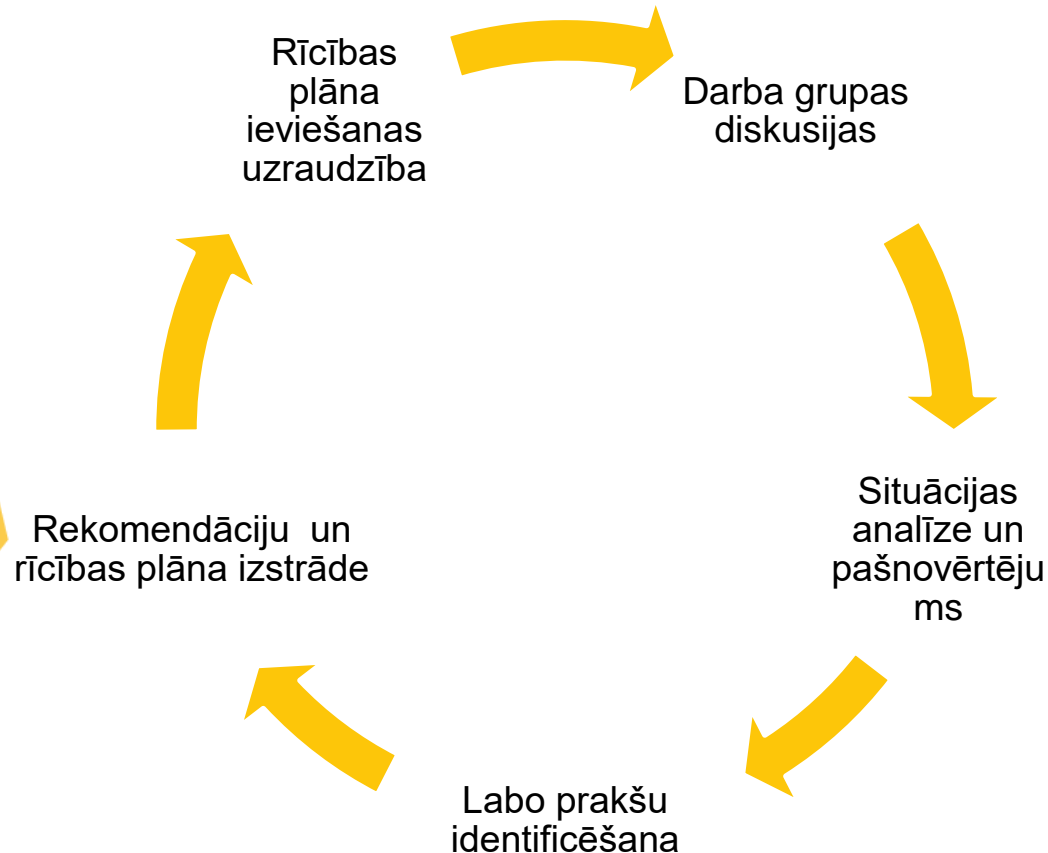 Rīcības
plāna
ieviešanas
uzraudzība
Darba grupas
diskusijas
Situācijas
analīze un
pašnovērtēju
ms
Labo prakšu
identificēšana
Rekomendāciju  un
rīcības plāna izstrāde